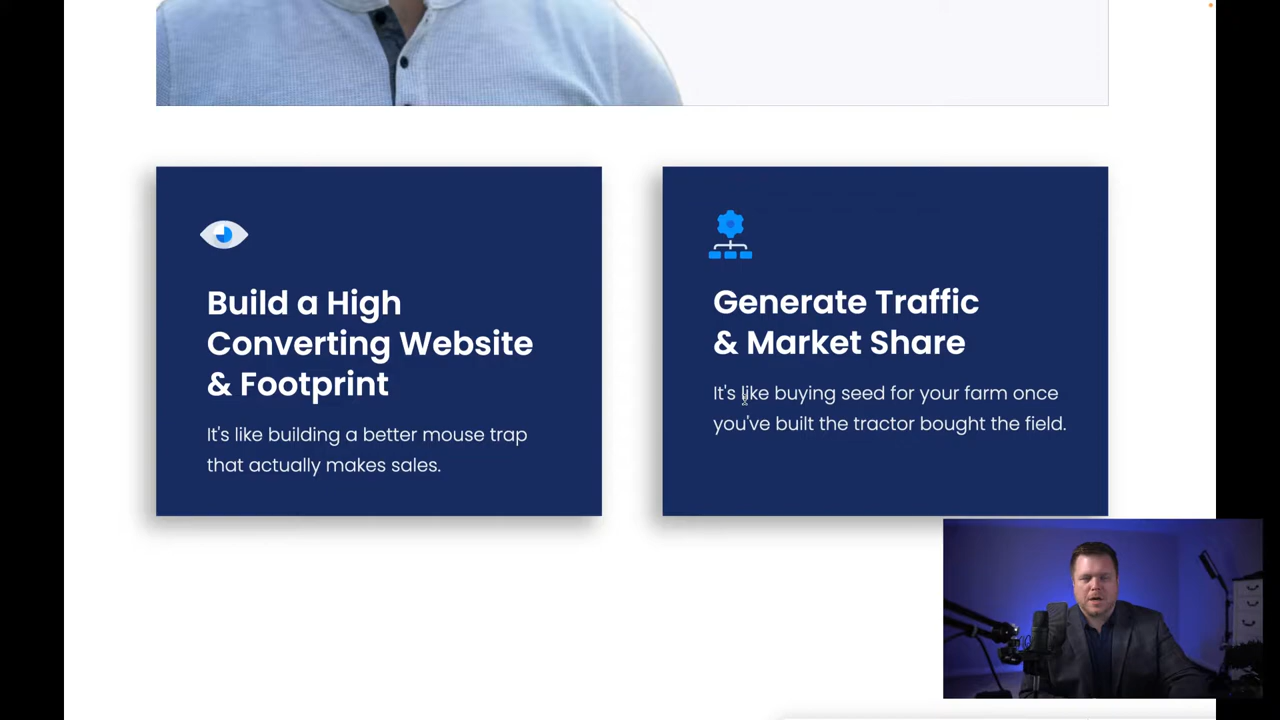 Build a High
Converting Website
& Footprint
It's like building a better mouse trap
that actually makes sales.
Generate Traffic
& Market Share
It's like buying seed for your farm once
you've built the tractor bought the field.